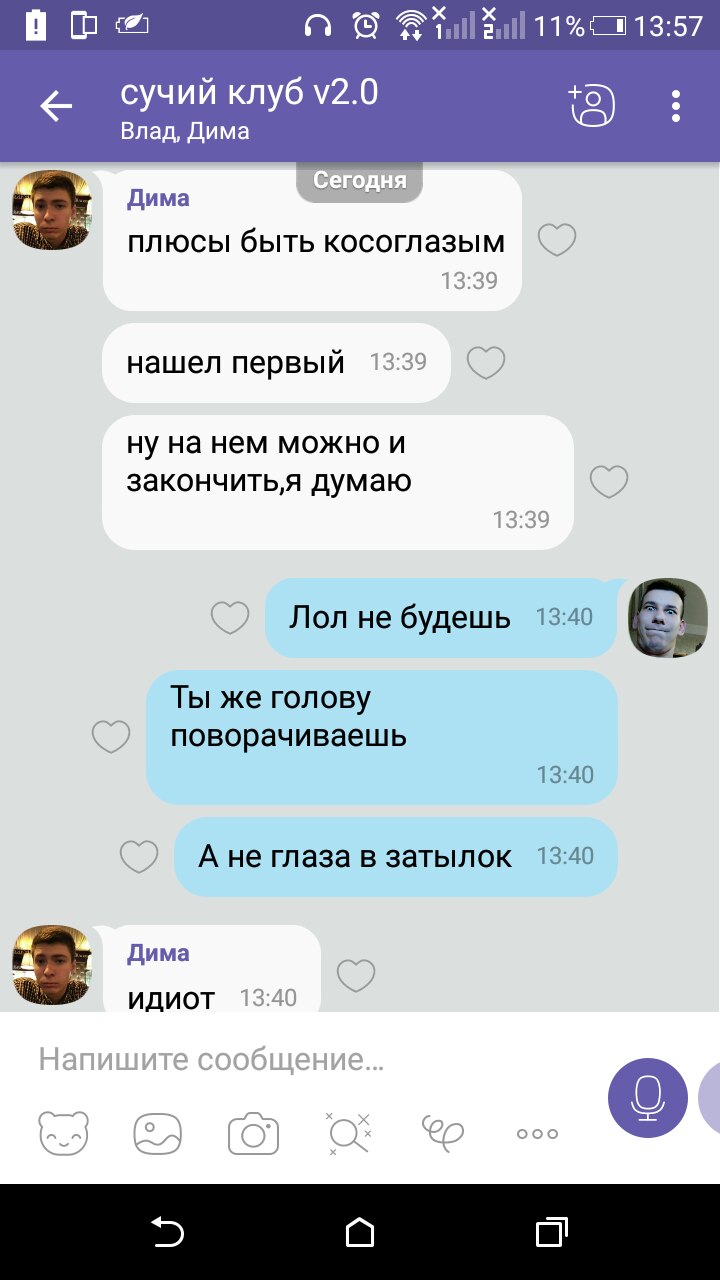 11% 13:57
сучий клуб v2.0
Влад, Дима
Сегодня
Дима
плюсы быть косоглазым
13:39
нашел первый 13:39
ну на нем можно и
закончить,я думаю
13:39
Лол не будешь 13:40
Ты же голову
поворачиваешь
13:40
А не глаза в затылок 13:40
Дима
идиот 13:40
Напишите сообщение...